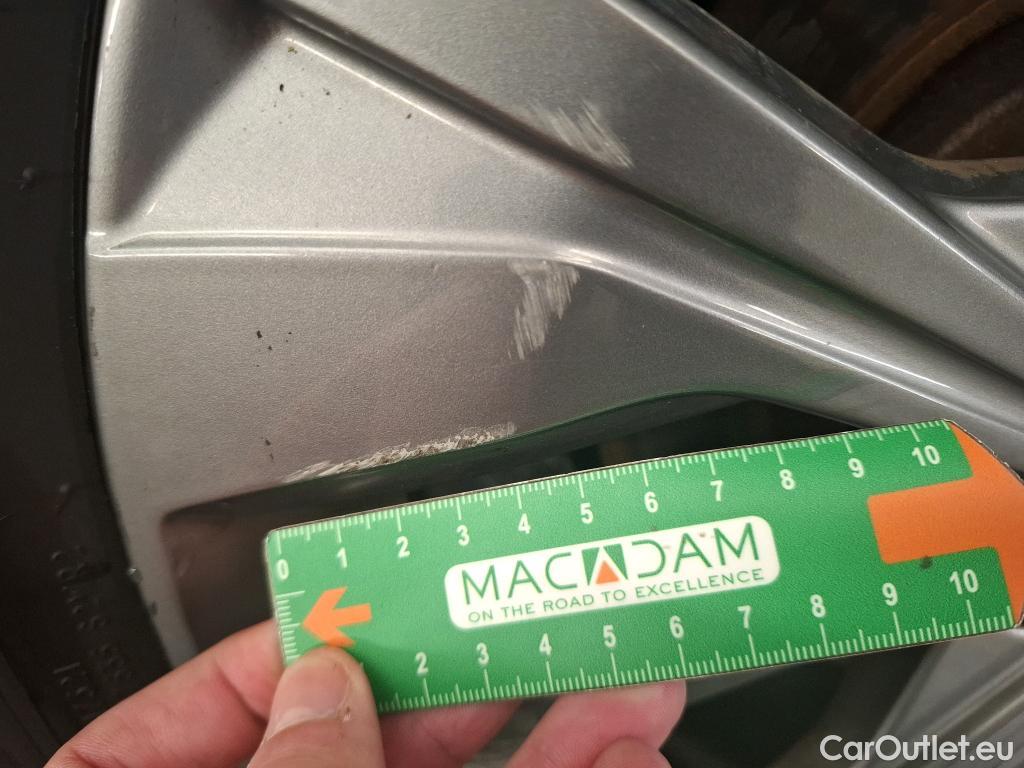 0 1 2 3 4 5 6 7 8 9 10
MACADAM
ON THE ROAD TO EXCELLENCE
2 3 4 5 6 7 8 9 10
CarOutlet.eu